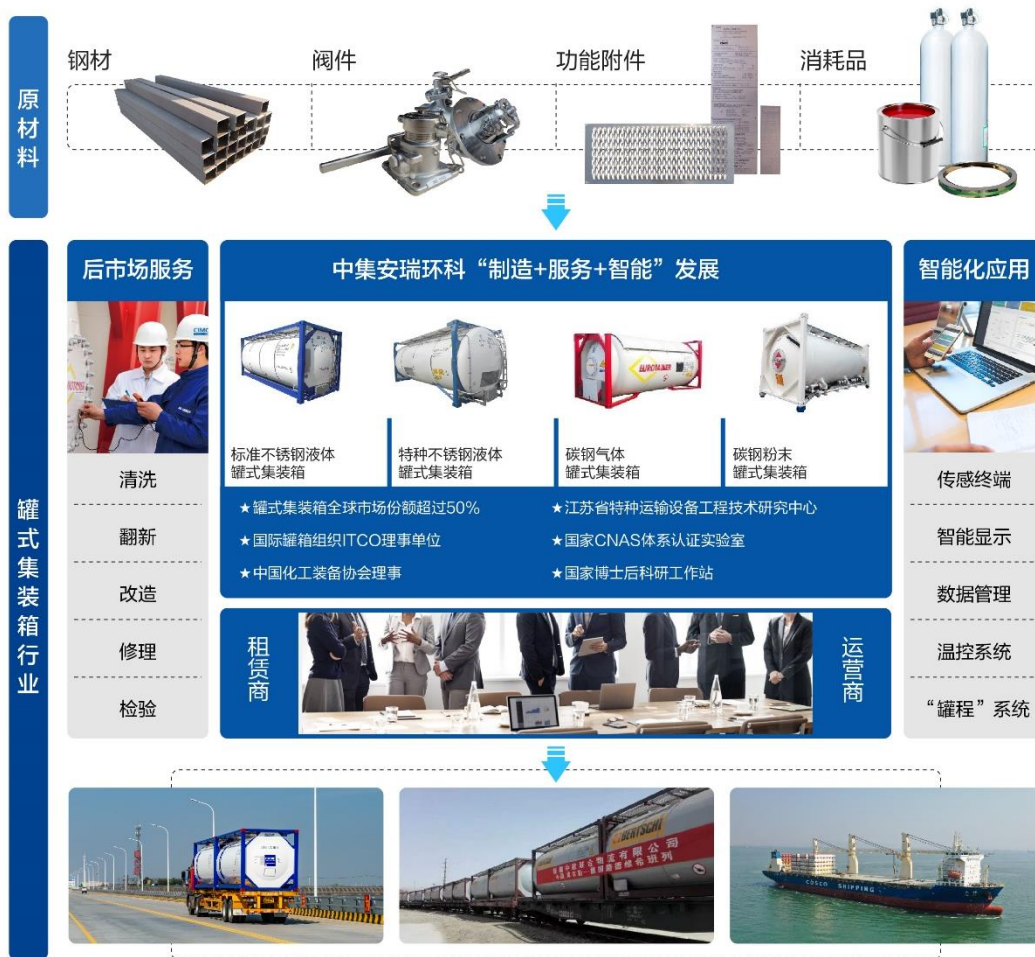 原材料
钢材
阀件
功能附件
消耗品
罐式集装箱行业
后市场服务
清洗
翻新
改造
修理
检验
中集安瑞环科“制造+服务+智能”发展
EUROTAINER
标准不锈钢液体
罐式集装箱
特种不锈钢液体
罐式集装箱
碳钢气体
罐式集装箱
碳钢粉末
罐式集装箱
★罐式集装箱全球市场份额超过50%
★国际罐箱组织ITCO理事单位
★中国化工装备协会理事
★江苏省特种运输设备工程技术研究中心
★国家CNAS体系认证实验室
★国家博士后科研工作站
租赁商
运营商
智能化应用
传感终端
智能显示
数据管理
温控系统
“罐程”系统
BERTSCHI
COSCO SHIPPING